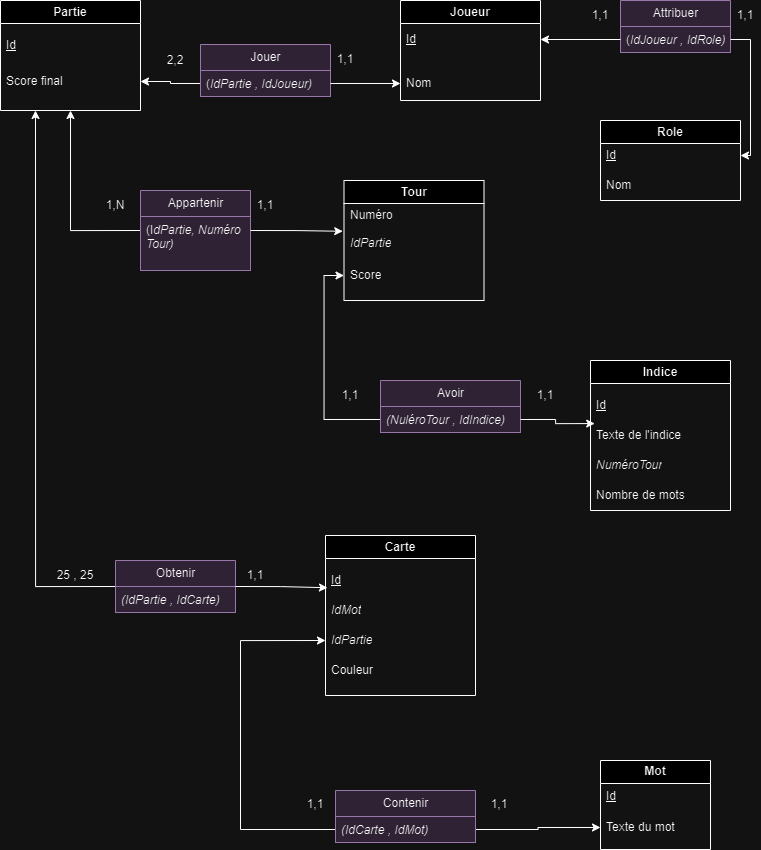 Partie
Id
Score final
2,2
Jouer
(IdPartie , IdJoueur)
1,1
Joueur
Id
Nom
1,1
Attribuer
(IdJoueur , IdRole)
1,1
Role
Id
Nom
1,N
Appartenir
(IdPartie, Numéro
Tour)
1,1
Tour
Numéro
IdPartie
Score
1,1
Avoir
(NuléroTour , IdIndice)
1,1
Indice
Id
Texte de l'indice
NuméroTour
Nombre de mots
25 , 25
Obtenir
(IdPartie , IdCarte)
1,1
Carte
Id
IdMot
IdPartie
Couleur
1,1
Contenir
(IdCarte , IdMot)
1,1
Mot
Id
Texte du mot